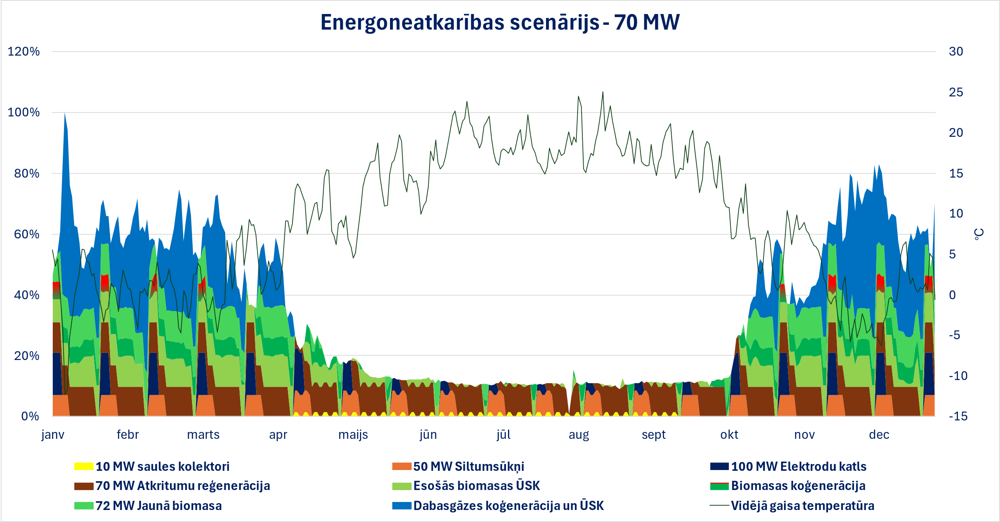 Energoneatkarības scenārijs - 70 MW
120%
100%
80%
60%
40%
20%
0%
30
25
20
15
10
5
0
-5
-10
-15
°C
janv febr marts apr maijs jūn jūl aug sept okt nov dec
10 MW saules kolektori 50 MW Siltumsūkņi 100 MW Elektrodu katls
70 MW Atkritumu reģenerācija Esošās biomasas ŪSK Biomasas koģenerācija
72 MW Jaunā biomasa Dabasgāzes koģenerācija un ŪSK Vidējā gaisa temperatūra